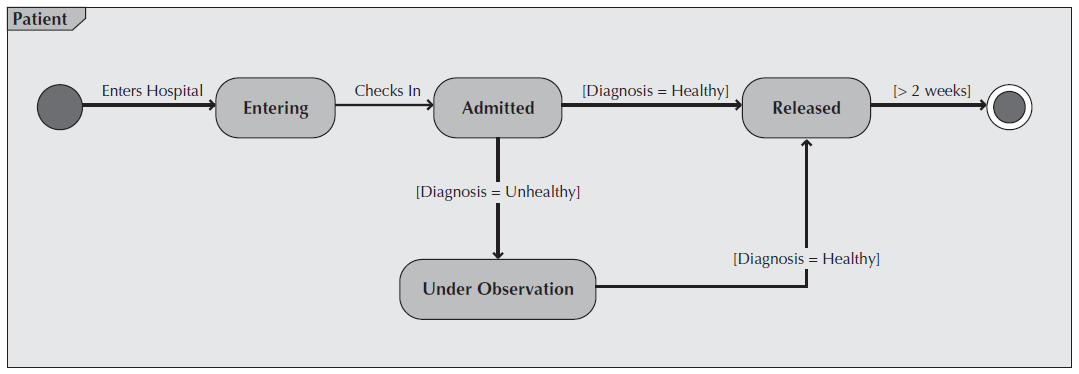 Patient
Enters Hospital
Entering
Checks In
Admitted
[Diagnosis = Healthy]
Released
[> 2 weeks]
[Diagnosis = Unhealthy]
Under Observation
[Diagnosis = Healthy]